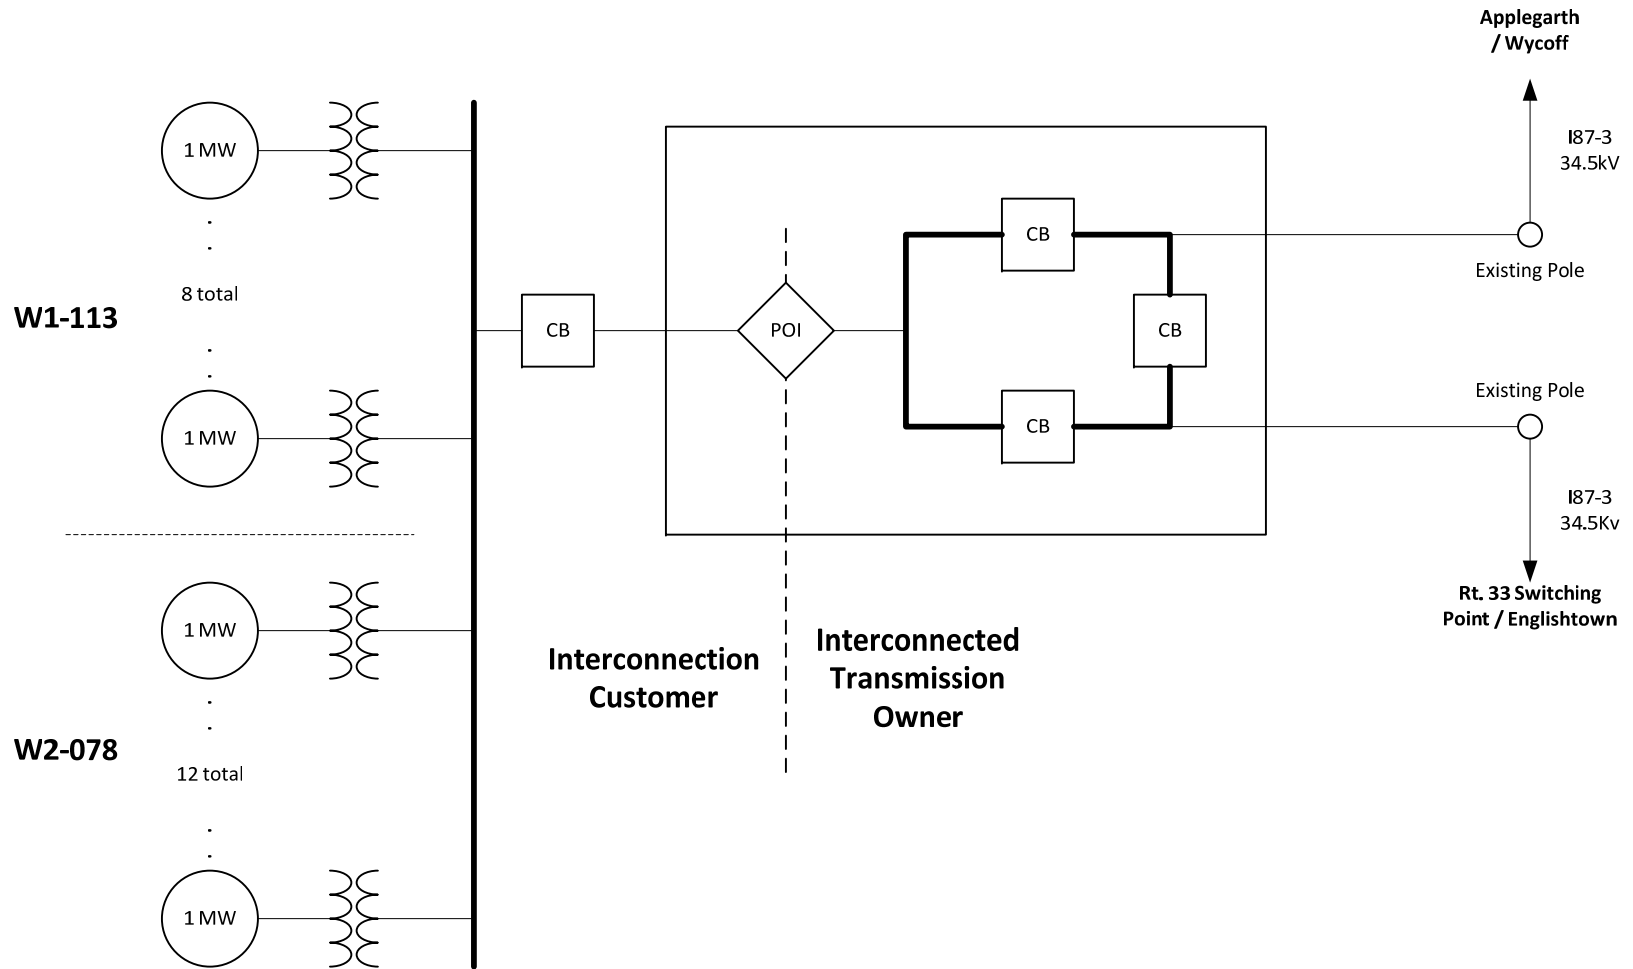 Applegarth
/ Wycoff
I87-3
34.5kV
Existing Pole
1 MW
8 total
W1-113
1 MW
CB
POI
CB
CB
CB
Existing Pole
I87-3
34.5Kv
Rt. 33 Switching
Point / Englishtown
1 MW
12 total
W2-078
1 MW
Interconnection
Customer
Interconnected
Transmission
Owner